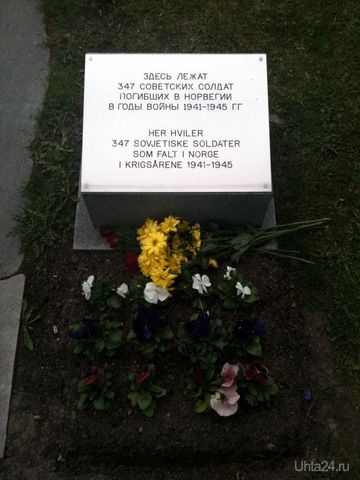 ЗДЕСЬ ЛЕЖАТ
347 СОВЕТСКИХ СОЛДАТ
ПОГИБШИХ В НОРВЕГИИ
В ГОДЫ ВОЙНЫ 1941-1945 Г.Г
HER HVILER
347 SOVJETISKE SOLDATER
SOM FALT I NORGE
I KRIGSÅRENE 1941-1945
Uhta24.ru